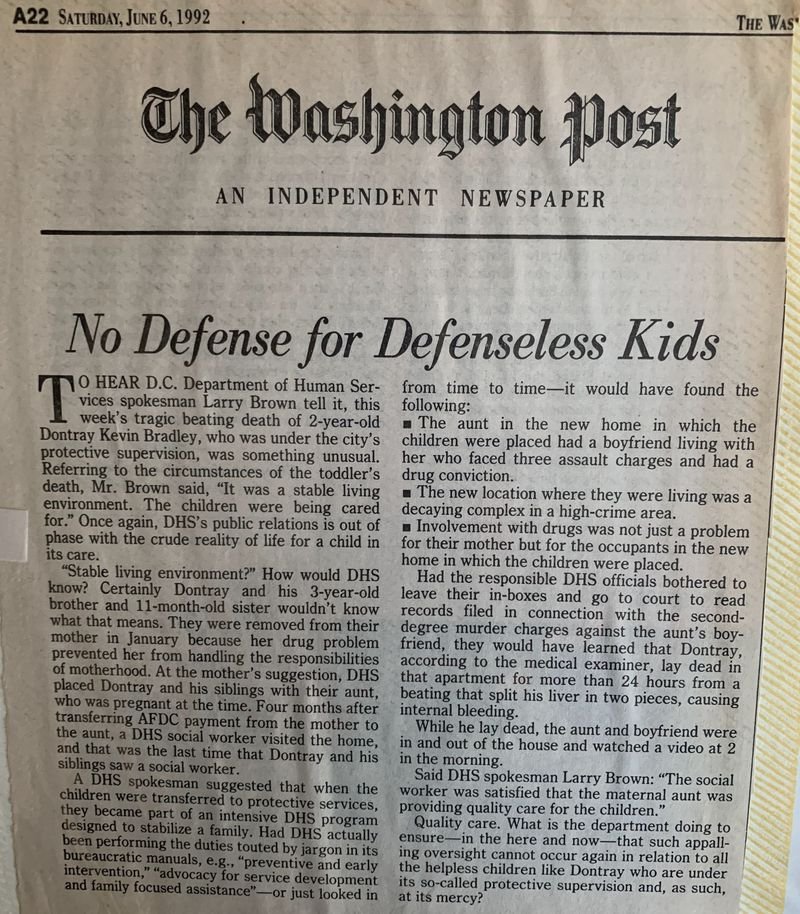 A22 SATURDAY, JUNE 6, 1992 .
THE WAS
The Washington Post
AN INDEPENDENT NEWSPAPER
No Defense for Defenseless Kids
TO HEAR D.C. Department of Human Ser-
vices spokesman Larry Brown tell it, this
week's tragic beating death of 2-year-old
Dontray Kevin Bradley, who was under the city's
protective supervision, was something unusual.
Referring to the circumstances of the toddler's
death, Mr. Brown said, “It was a stable living
environment. The children were being cared
for.” Once again, DHS's public relations is out of
phase with the crude reality of life for a child in
its care.
“Stable living environment?” How would DHS
know? Certainly Dontray and his 3-year-old
brother and 11-month-old sister wouldn't know
what that means. They were removed from their
mother in January because her drug problem
prevented her from handling the responsibilities
of motherhood. At the mother's suggestion, DHS
placed Dontray and his siblings with their aunt,
who was pregnant at the time. Four months after
transferring AFDC payment from the mother to
the aunt, a DHS social worker visited the home,
and that was the last time that Dontray and his
siblings saw a social worker.
A DHS spokesman suggested that when the
children were transferred to protective services,
they became part of an intensive DHS program
designed to stabilize a family. Had DHS actually
been performing the duties touted by jargon in its
bureaucratic manuals, e.g., “preventive and early
intervention,” “advocacy for service development
and family focused assistance”—or just looked in
from time to time—it would have found the
following:
■ The aunt in the new home in which the
children were placed had a boyfriend living with
her who faced three assault charges and had a
drug conviction.
■ The new location where they were living was a
decaying complex in a high-crime area.
■ Involvement with drugs was not just a problem
for their mother but for the occupants in the new
home in which the children were placed.
Had the responsible DHS officials bothered to
leave their in-boxes and go to court to read
records filed in connection with the second-
degree murder charges against the aunt's boy-
friend, they would have learned that Dontray,
according to the medical examiner, lay dead in
that apartment for more than 24 hours from a
beating that split his liver in two pieces, causing
internal bleeding.
While he lay dead, the aunt and boyfriend were
in and out of the house and watched a video at 2
in the morning.
Said DHS spokesman Larry Brown: “The social
worker was satisfied that the maternal aunt was
providing quality care for the children.”
Quality care. What is the department doing to
ensure—in the here and now—that such appall-
ing oversight cannot occur again in relation to all
the helpless children like Dontray who are under
its so-called protective supervision and, as such,
at its mercy?